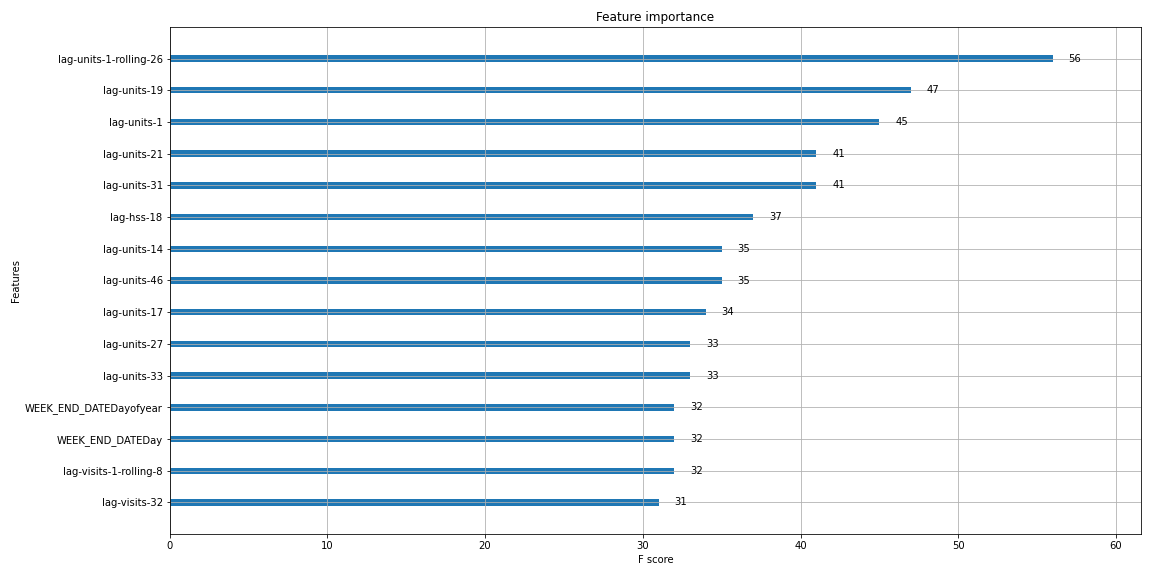 Feature importance
Features
lag-units-1-rolling-26 56
lag-units-19 47
lag-units-1 45
lag-units-21 41
lag-units-31 41
lag-hss-18 37
lag-units-14 35
lag-units-46 35
lag-units-17 34
lag-units-27 33
lag-units-33 33
WEEK_END_DATEDayofyear 32
WEEK_END_DATEDay 32
lag-visits-1-rolling-8 32
lag-visits-32 31
0 10 20 30 40 50 60
F score